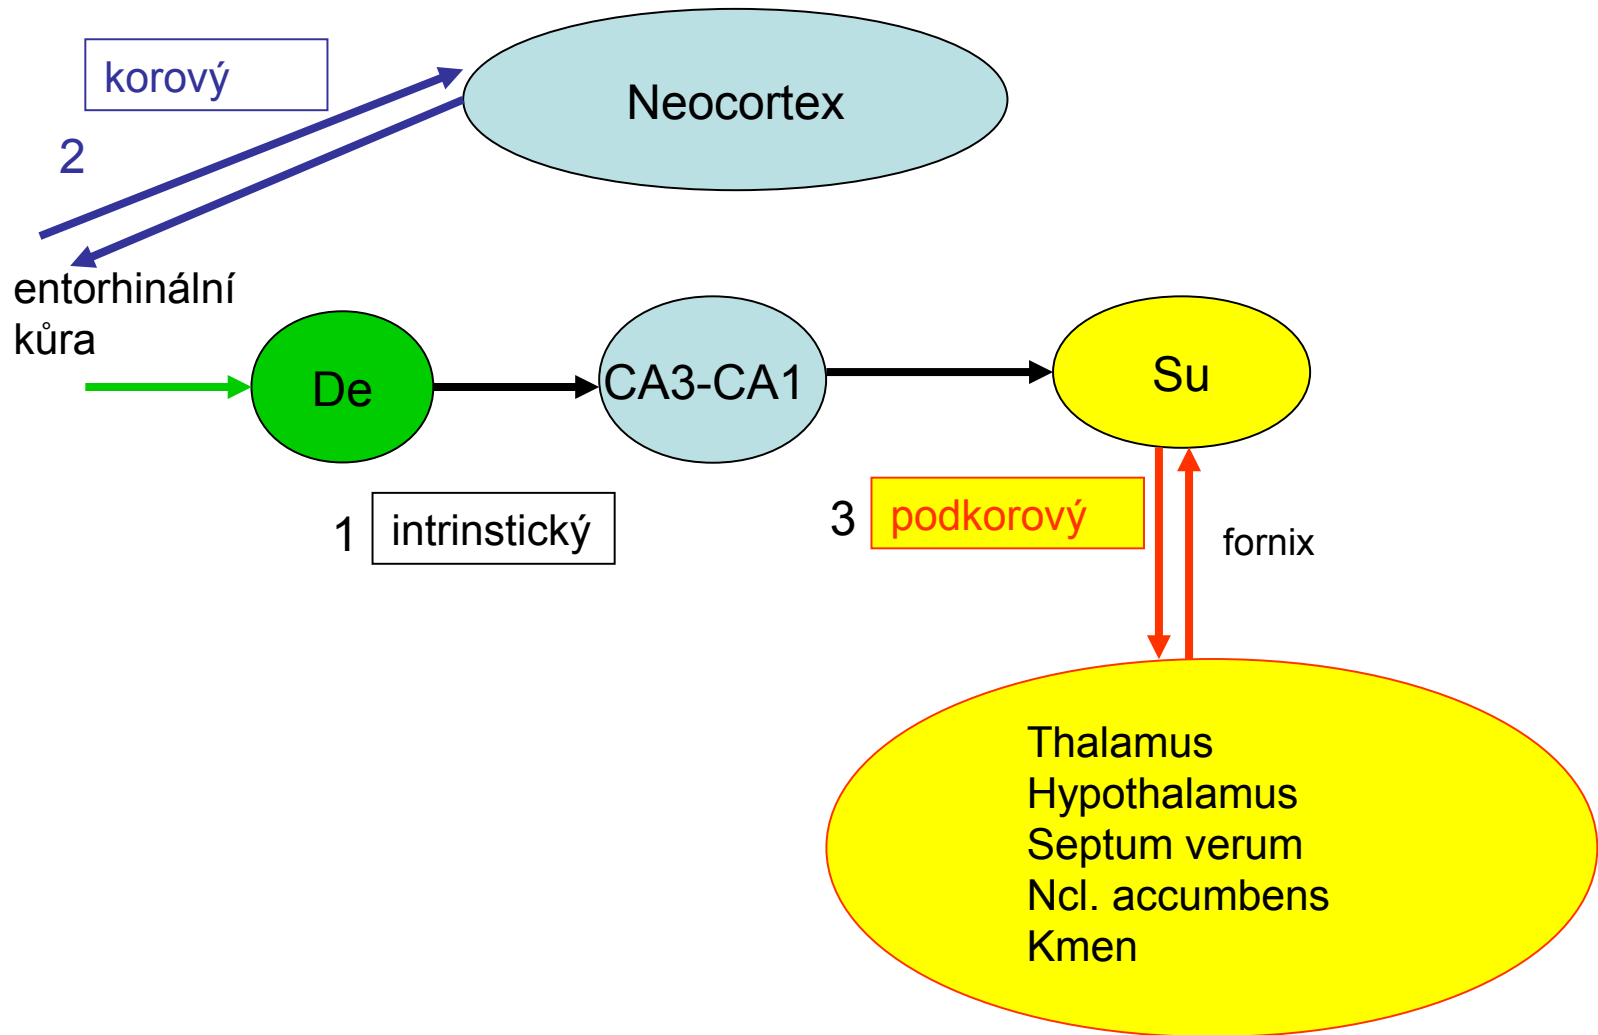 korový
Neocortex
2
entorhinální
kůra
De
CA3-CA1
Su
1
intrinstický
3
podkorový
fornix
Thalamus
Hypothalamus
Septum verum
Ncl. accumbens
Kmen